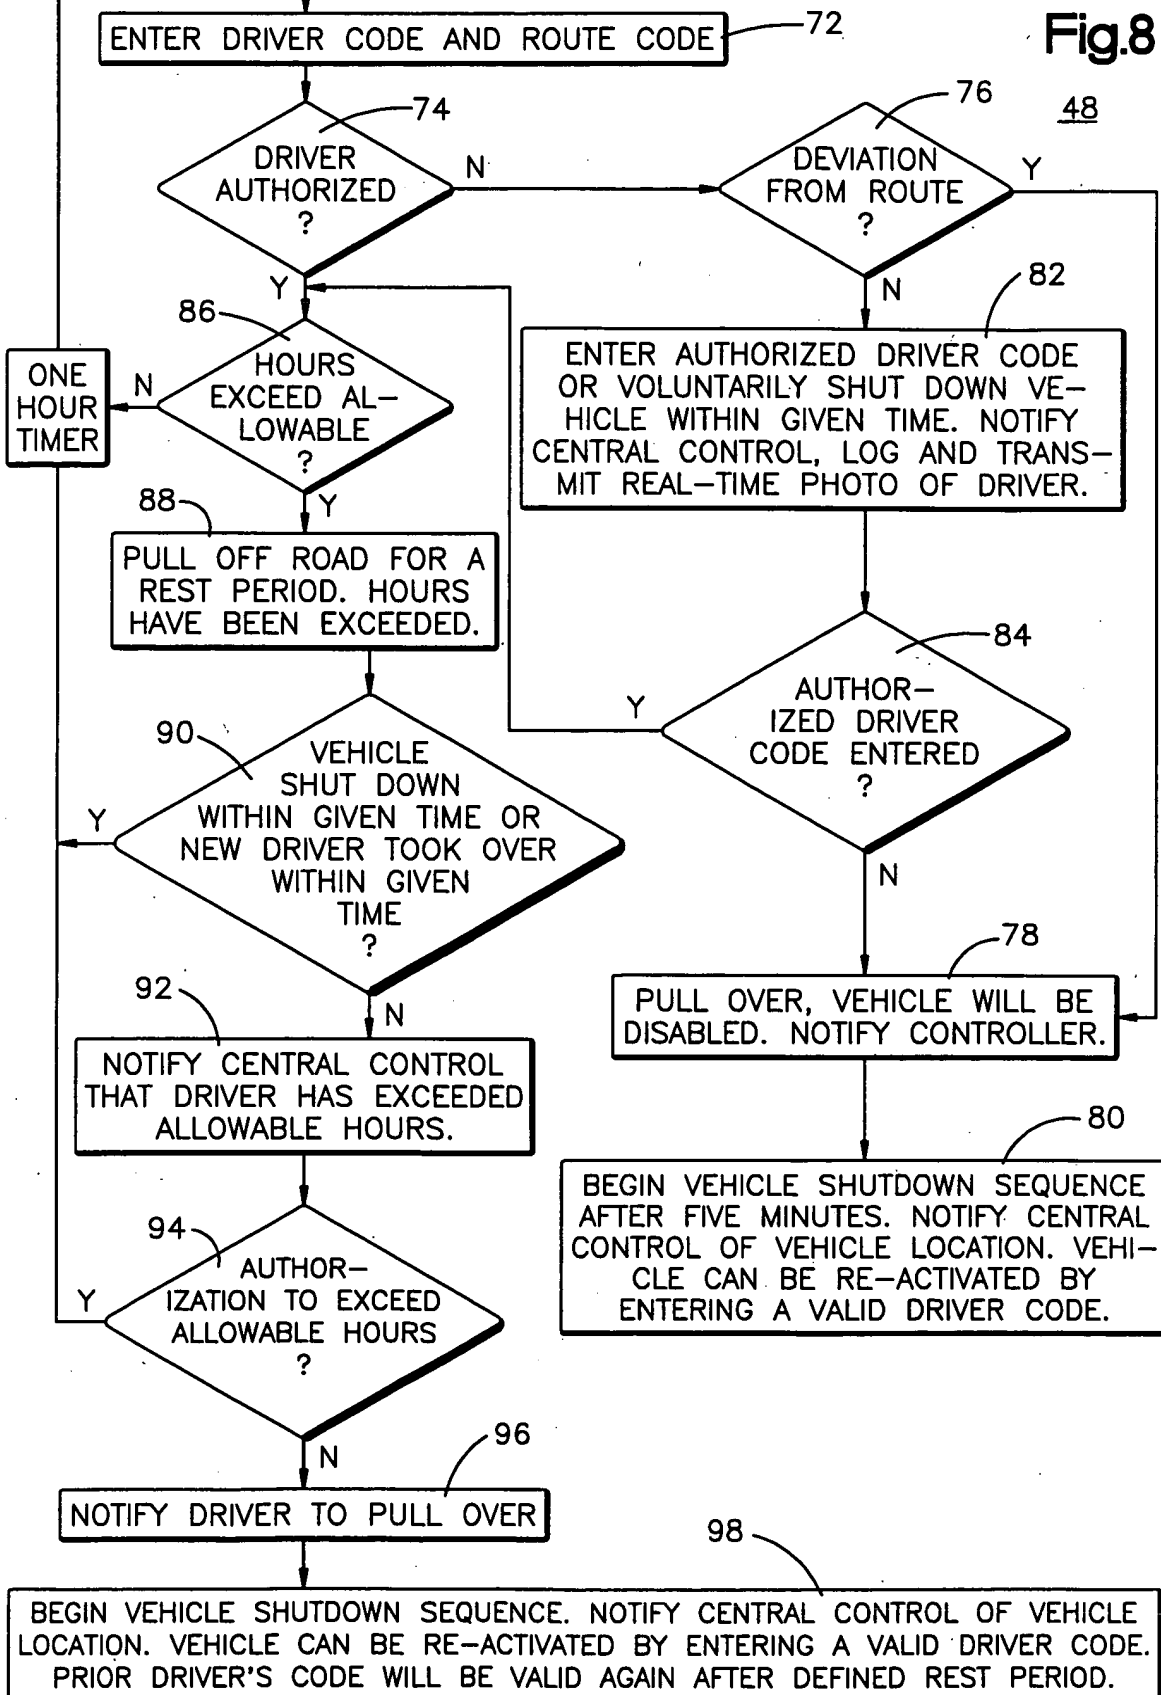 Fig.8
48
72
ENTER DRIVER CODE AND ROUTE CODE
74
DRIVER
AUTHORIZED
?
N
Y
76
DEVIATION
FROM ROUTE
?
Y
N
86
HOURS
EXCEED AL-
LOWABLE
?
N
Y
ONE
HOUR
TIMER
82
ENTER AUTHORIZED DRIVER CODE
OR VOLUNTARILY SHUT DOWN VE-
HICLE WITHIN GIVEN TIME. NOTIFY
CENTRAL CONTROL, LOG AND TRANS-
MIT REAL-TIME PHOTO OF DRIVER.
88
PULL OFF ROAD FOR A
REST PERIOD. HOURS
HAVE BEEN EXCEEDED.
84
AUTHOR-
IZED DRIVER
CODE ENTERED
?
Y
N
90
VEHICLE
SHUT DOWN
WITHIN GIVEN TIME OR
NEW DRIVER TOOK OVER
WITHIN GIVEN
TIME
?
Y
N
78
PULL OVER, VEHICLE WILL BE
DISABLED. NOTIFY CONTROLLER.
92
NOTIFY CENTRAL CONTROL
THAT DRIVER HAS EXCEEDED
ALLOWABLE HOURS.
80
BEGIN VEHICLE SHUTDOWN SEQUENCE
AFTER FIVE MINUTES. NOTIFY CENTRAL
CONTROL OF VEHICLE LOCATION. VEHI-
CLE CAN BE RE-ACTIVATED BY
ENTERING A VALID DRIVER CODE.
94
AUTHOR-
IZATION TO EXCEED
ALLOWABLE HOURS
?
Y
N
96
NOTIFY DRIVER TO PULL OVER
98
BEGIN VEHICLE SHUTDOWN SEQUENCE. NOTIFY CENTRAL CONTROL OF VEHICLE
LOCATION. VEHICLE CAN BE RE-ACTIVATED BY ENTERING A VALID DRIVER CODE.
PRIOR DRIVER'S CODE WILL BE VALID AGAIN AFTER DEFINED REST PERIOD.